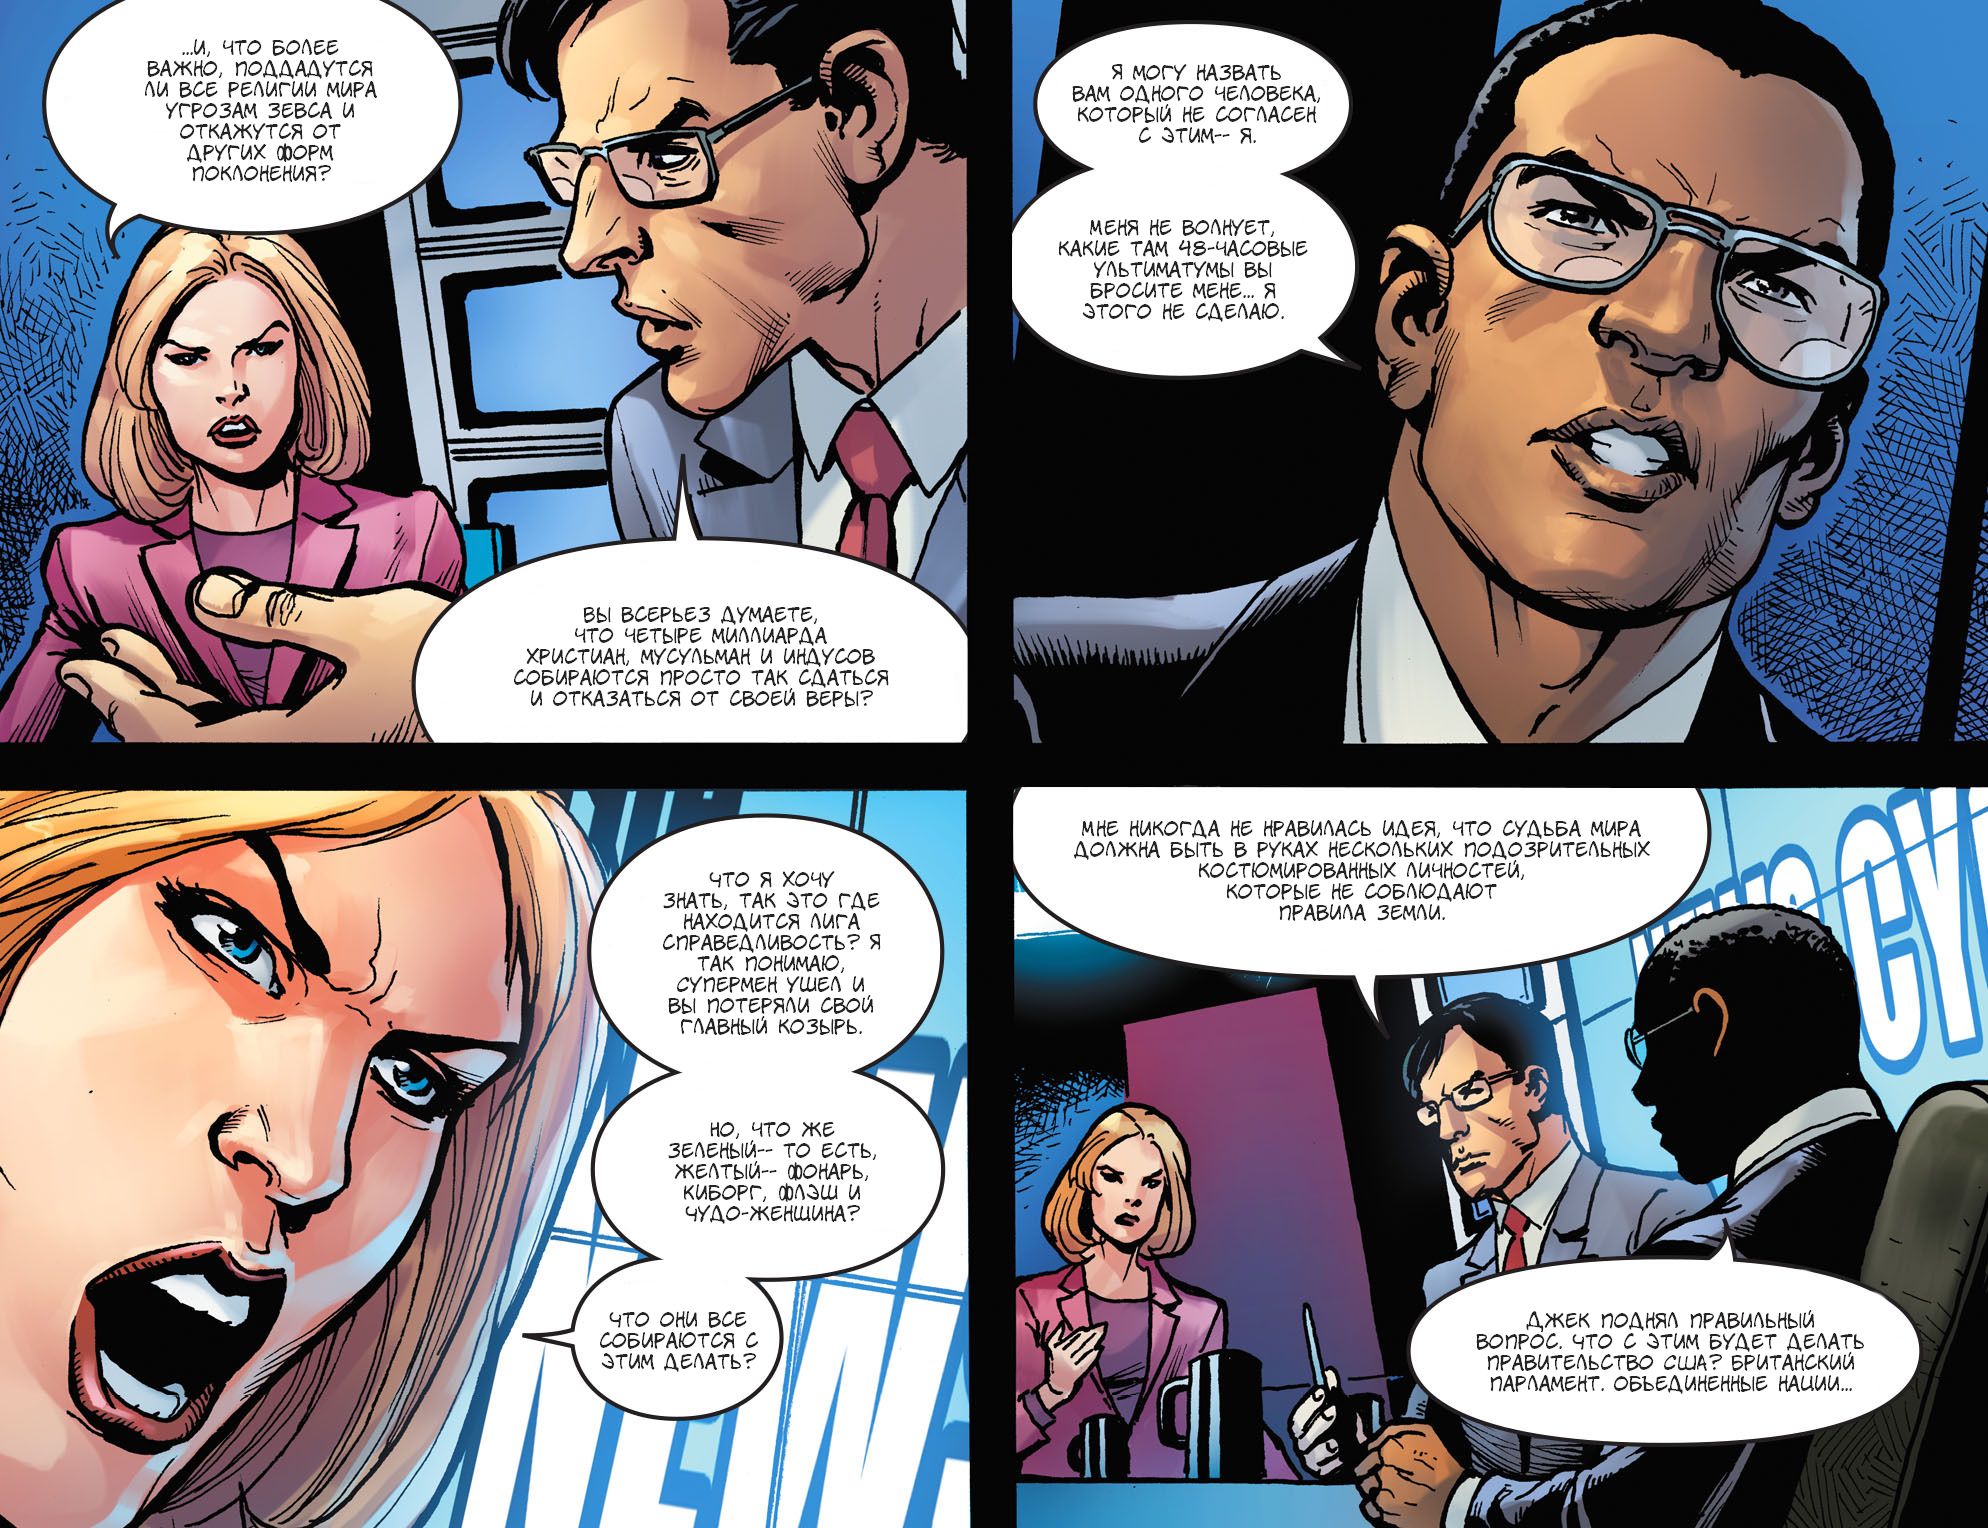 ...И, ЧТО БОЛЕЕ
ВАЖНО, ПОДДАДУТСЯ
ЛИ ВСЕ РЕЛИГИИ МИРА
УГРОЗАМ ЗЕВСА И
ОТКАЖУТСЯ ОТ
ДРУГИХ ФОРМ
ПОКЛОНЕНИЯ?
ВЫ ВСЕРЬЕЗ ДУМАЕТЕ,
ЧТО ЧЕТЫРЕ МИЛЛИАРДА
ХРИСТИАН, МУСУЛЬМАН И ИНДУСОВ
СОБИРАЮТСЯ ПРОСТО ТАК СДАТЬСЯ
И ОТКАЗАТЬСЯ ОТ СВОЕЙ ВЕРЫ?
Я МОГУ НАЗВАТЬ
ВАМ ОДНОГО ЧЕЛОВЕКА,
КОТОРЫЙ НЕ СОГЛАСЕН
С ЭТИМ-- Я.
МЕНЯ НЕ ВОЛНУЕТ,
КАКИЕ ТАМ 48-ЧАСОВЫЕ
УЛЬТИМАТУМЫ ВЫ
БРОСИТЕ МЕНЕ... Я
ЭТОГО НЕ СДЕЛАЮ.
ЧТО Я ХОЧУ
ЗНАТЬ, ТАК ЭТО ГДЕ
НАХОДИТСЯ ЛИГА
СПРАВЕДЛИВОСТЬ? Я
ТАК ПОНИМАЮ,
СУПЕРМЕН УШЕЛ И
ВЫ ПОТЕРЯЛИ СВОЙ
ГЛАВНЫЙ КОЗЫРЬ.
НО, ЧТО ЖЕ
ЗЕЛЕНЫЙ-- ТО ЕСТЬ,
ЖЕЛТЫЙ-- ФОНАРЬ,
КИБОРГ, ФЛЭШ И
ЧУДО-ЖЕНЩИНА?
ЧТО ОНИ ВСЕ
СОБИРАЮТСЯ С
ЭТИМ ДЕЛАТЬ?
МНЕ НИКОГДА НЕ НРАВИЛАСЬ ИДЕЯ, ЧТО СУДЬБА МИРА
ДОЛЖНА БЫТЬ В РУКАХ НЕСКОЛЬКИХ ПОДОЗРИТЕЛЬНЫХ
КОСТЮМИРОВАННЫХ ЛИЧНОСТЕЙ,
КОТОРЫЕ НЕ СОБЛЮДАЮТ
ПРАВИЛА ЗЕМЛИ.
ДЖЕК ПОДНЯЛ ПРАВИЛЬНЫЙ
ВОПРОС. ЧТО С ЭТИМ БУДЕТ ДЕЛАТЬ
ПРАВИТЕЛЬСТВО США? БРИТАНСКИЙ
ПАРЛАМЕНТ. ОБЪЕДИНЕННЫЕ НАЦИИ...